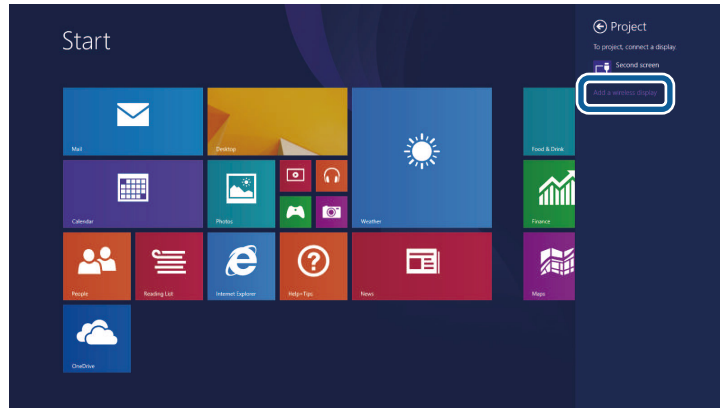 Start
Project
To project, connect a display
Second screen
Add a wireless display
Mail
Desktop
Food & Drink
Calendar
Photos
Weather
Finance
People
Reading List
Internet Explorer
Help+Tips
News
Maps
OneDrive